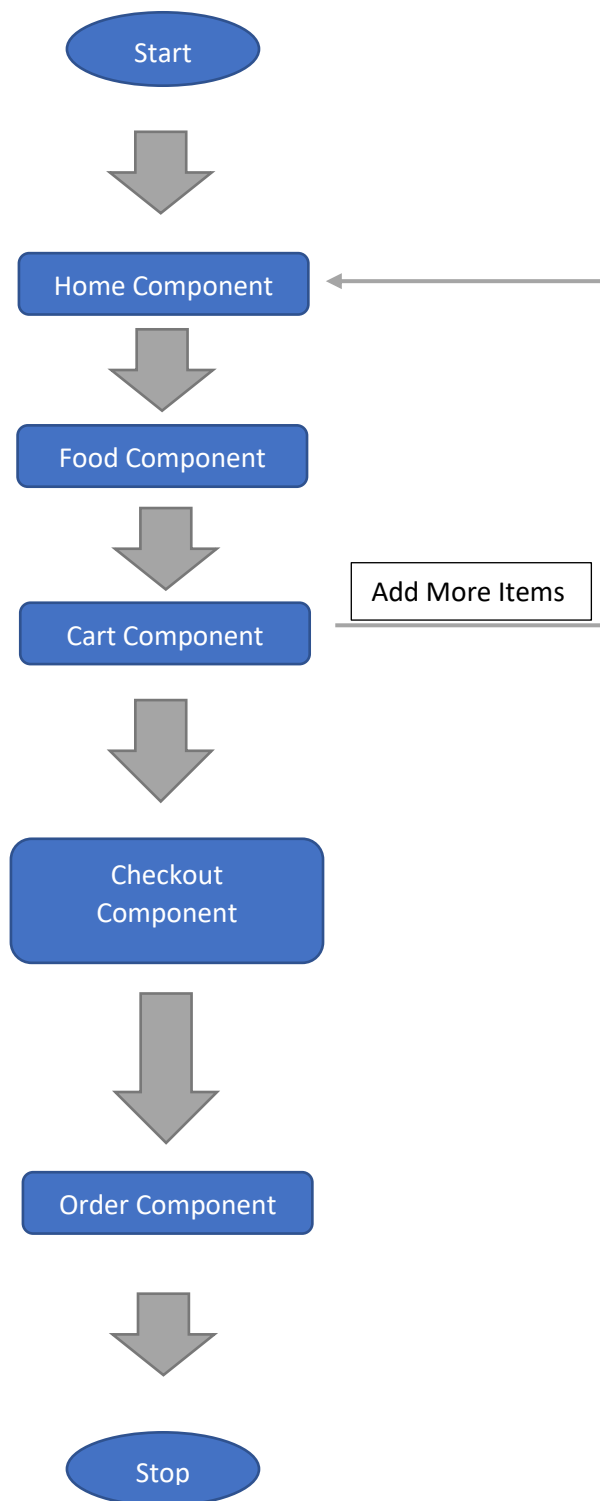 Start
Home Component
Food Component
Add More Items
Cart Component
Checkout
Component
Order Component
Stop